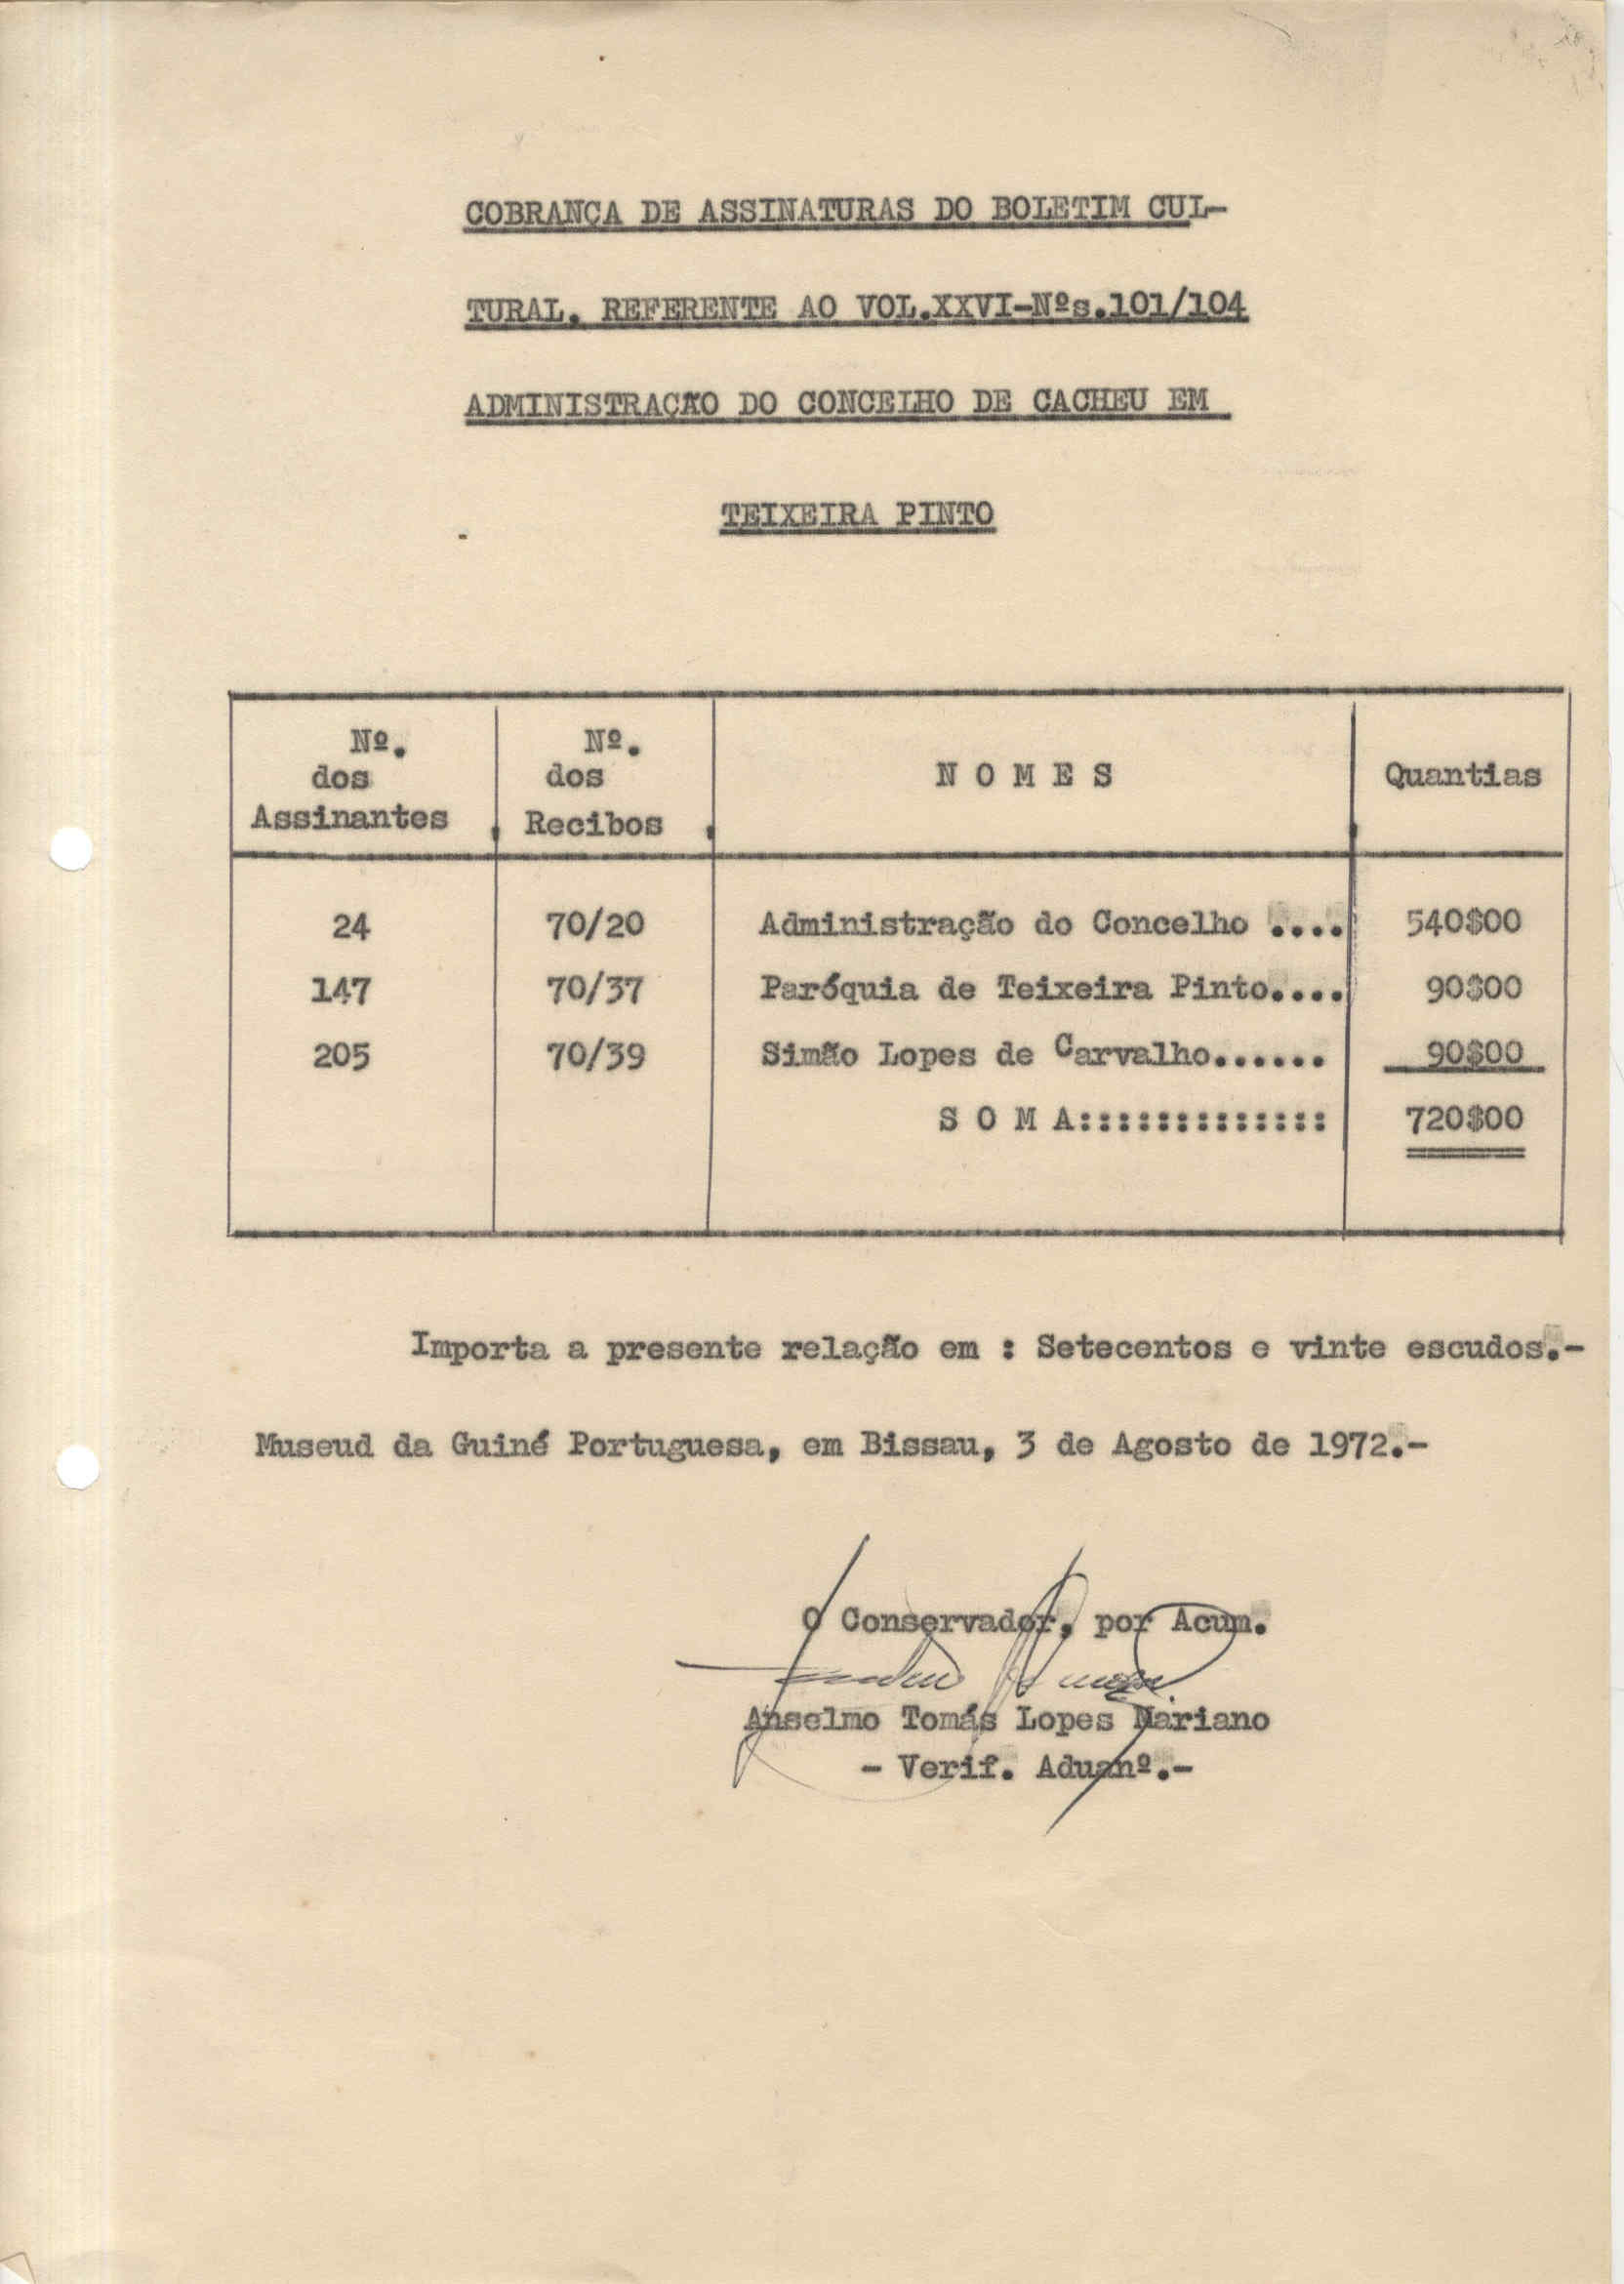 COBRANÇA DE ASSINATURAS DO BOLETIM CUL-
TURAL. REFERENTE AO VOL.XXVI-Nºs.101/104
ADMINISTRAÇÃO DO CONCELHO DE CACHEU EM
TEIXEIRA PINTO
Nº. dos Assinantes Nº. dos Recibos N O M E S Quantias
24 70/20 Administração do Concelho .... 540$00
147 70/37 Paróquia de Teixeira Pinto.... 90$00
205 70/39 Simão Lopes de Carvalho...... 90$00
S O M A::::::::::::: 720$00
Importa a presente relação em : Setecentos e vinte escudos.-
Museud da Guiné Portuguesa, em Bissau, 3 de Agosto de 1972.-
O Conservador, por Acum.
Anselmo Tomás Lopes Mariano
- Verif. Aduanº.-